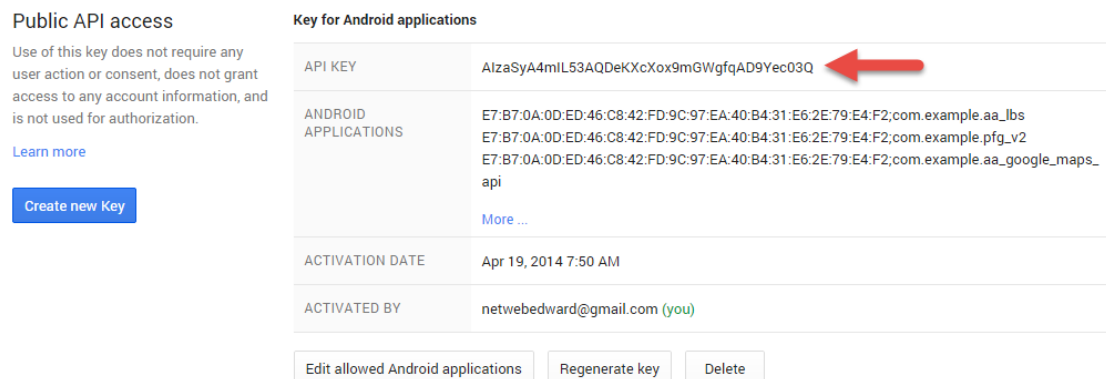 Public API access
Use of this key does not require any
user action or consent, does not grant
access to any account information, and
is not used for authorization.
Learn more
Create new Key
Key for Android applications
API KEY
AIzaSyA4mIL53AQDeKXcXox9mGWgfqAD9Yec03Q
ANDROID
APPLICATIONS
E7:B7:0A:0D:ED:46:C8:42:FD:9C:97:EA:40:B4:31:E6:2E:79:E4:F2;com.example.aa_lbs
E7:B7:0A:0D:ED:46:C8:42:FD:9C:97:EA:40:B4:31:E6:2E:79:E4:F2;com.example.pfg_v2
E7:B7:0A:0D:ED:46:C8:42:FD:9C:97:EA:40:B4:31:E6:2E:79:E4:F2;com.example.aa_google_maps_
api
More ...
ACTIVATION DATE
Apr 19, 2014 7:50 AM
ACTIVATED BY
netwebedward@gmail.com (you)
Edit allowed Android applications
Regenerate key
Delete